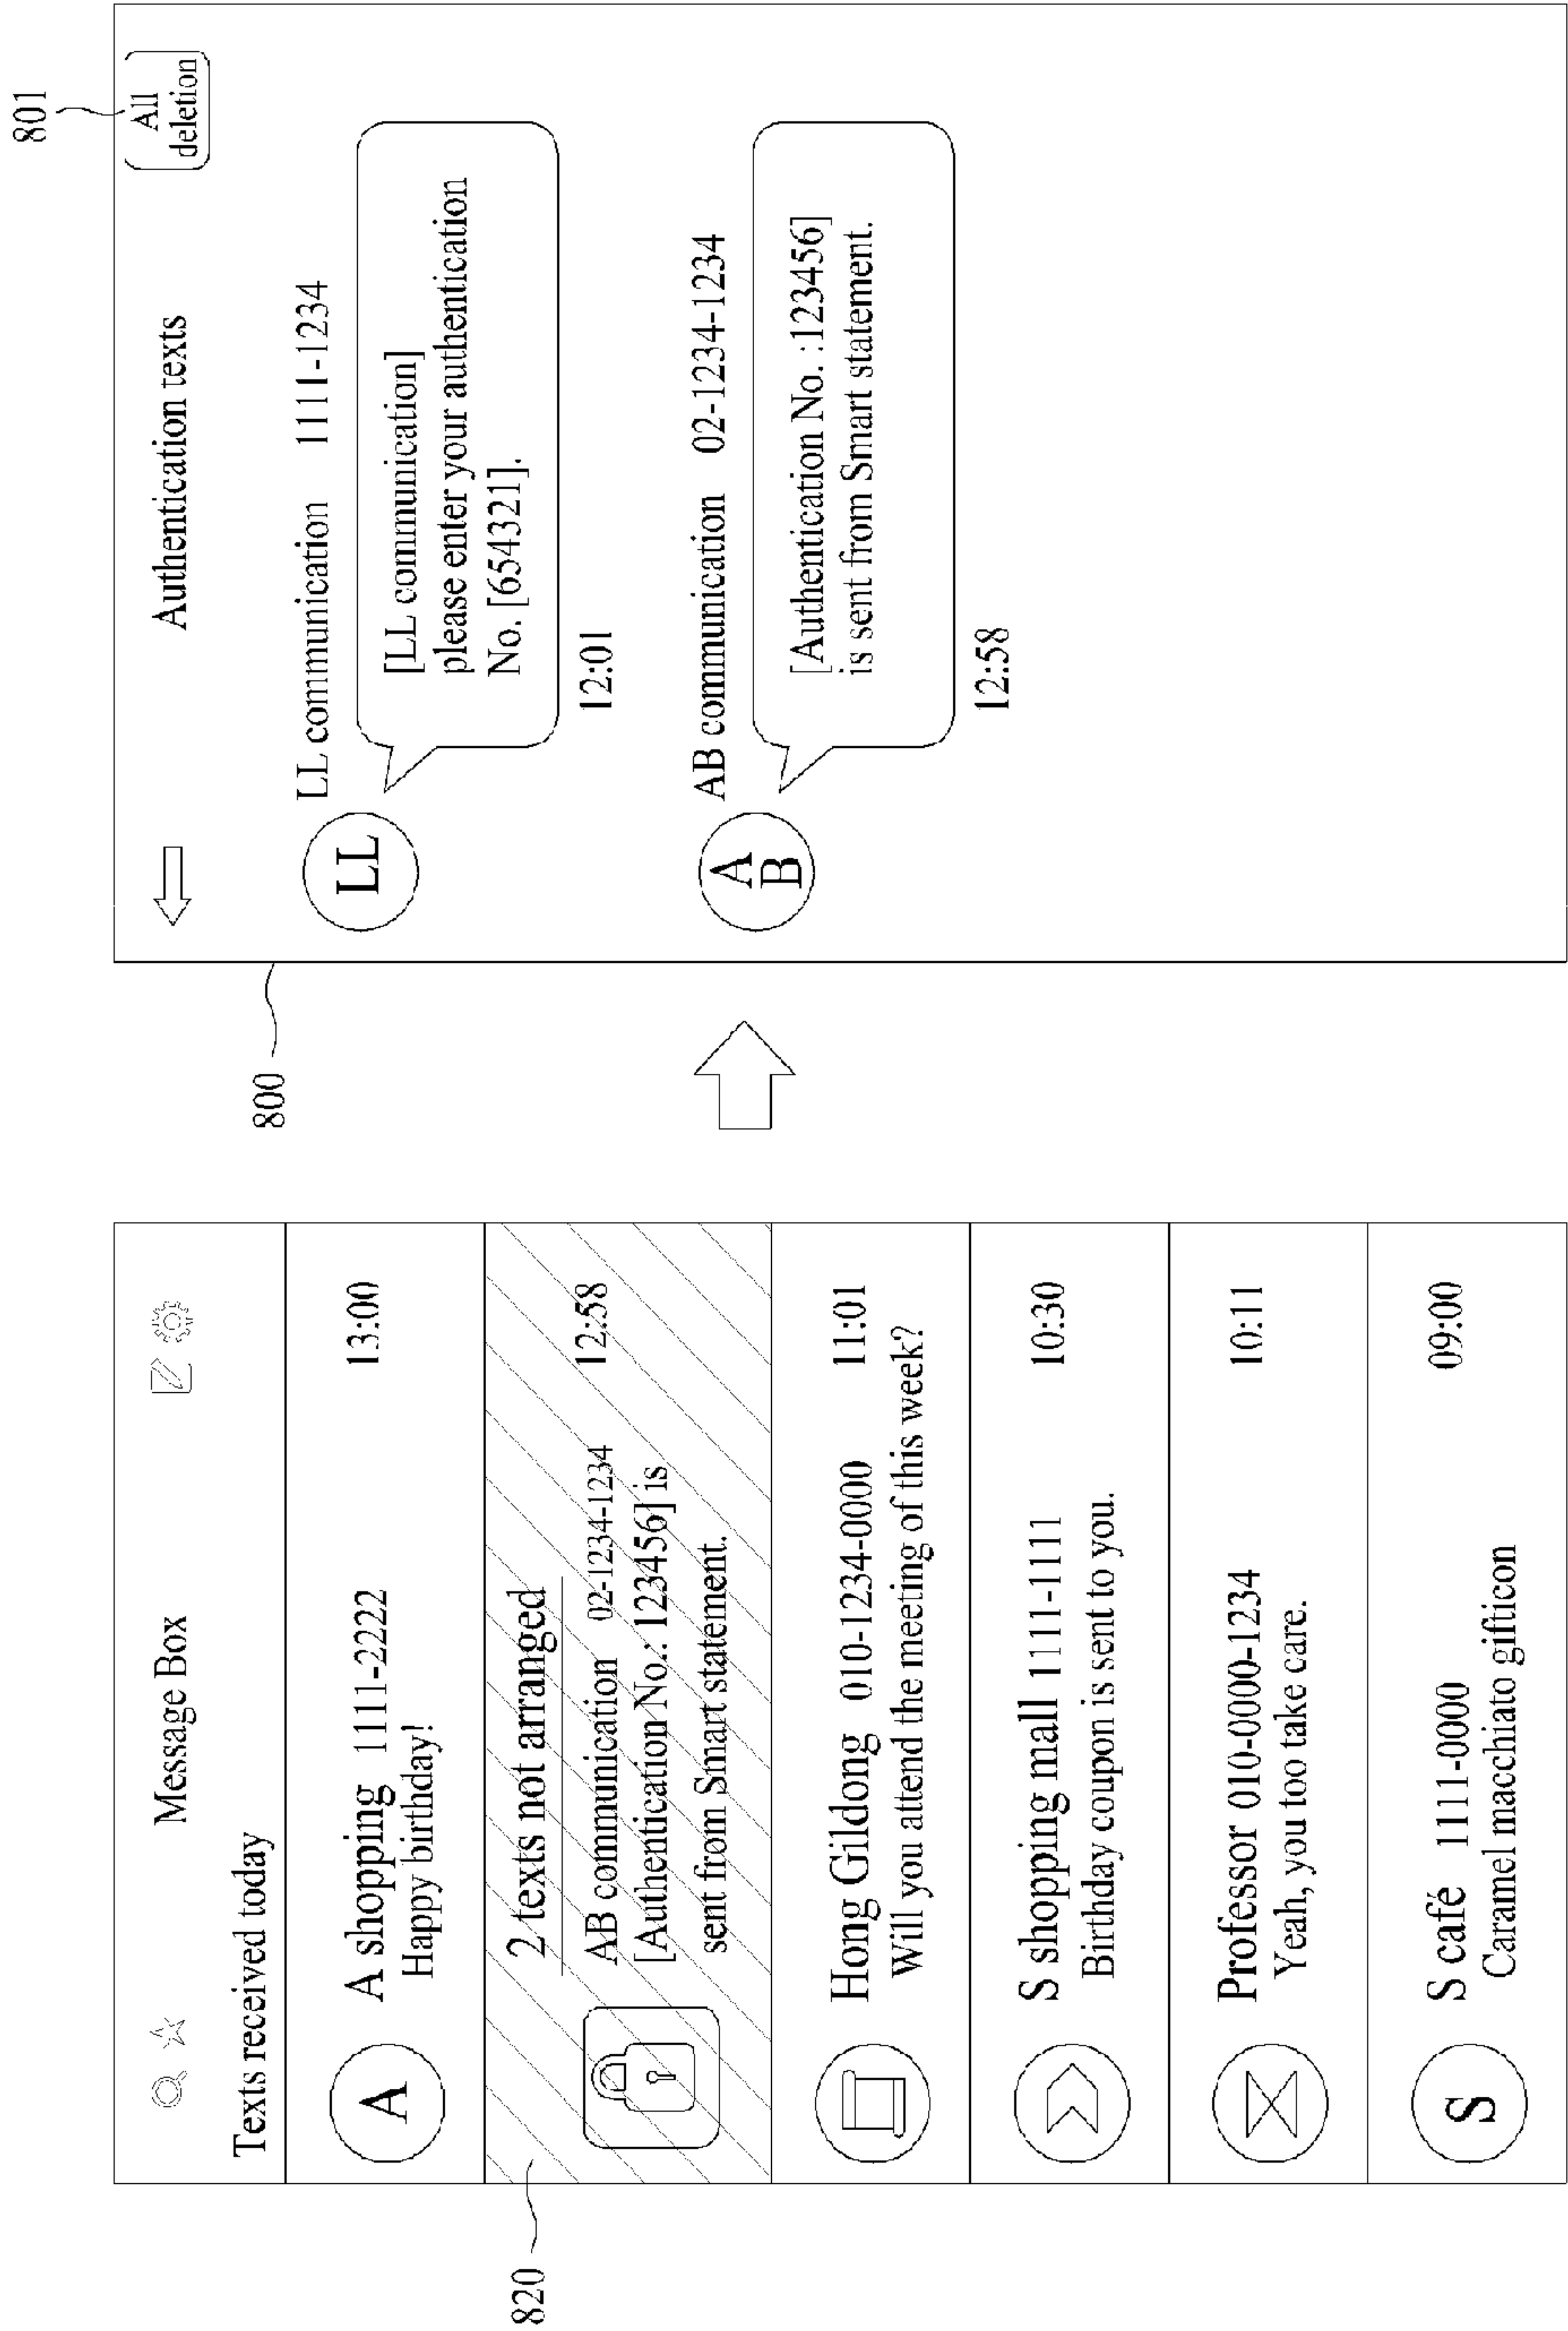 Message Box
Texts received today
A
A shopping 1111-2222
13:00
Happy birthday!
820
2 texts not arranged
AB communication 02-1234-1234
12:58
[Authentication No.: 123456] is
sent from Smart statement.
Hong Gildong 010-1234-0000
11:01
Will you attend the meeting of this week?
S shopping mall 1111-1111
10:30
Birthday coupon is sent to you.
Professor 010-0000-1234
10:11
Yeah, you too take care.
S
S café 1111-0000
09:00
Caramel macchiato gifticon
800
801
Authentication texts
All
deletion
LL
LL communication 1111-1234
[LL communication]
please enter your authentication
No. [654321].
12:01
A
B
AB communication 02-1234-1234
[Authentication No. :123456]
is sent from Smart statement.
12:58